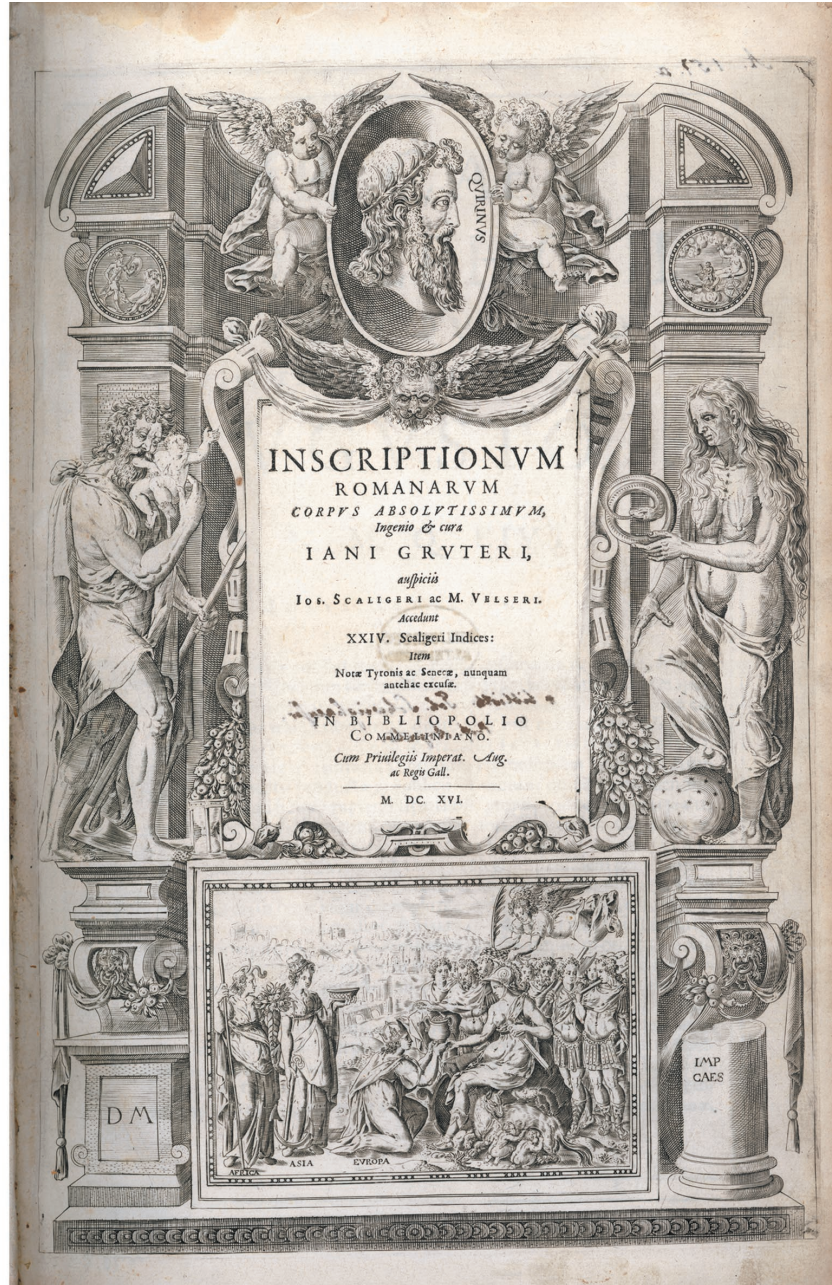 QVIRINVS
INSCRIPTIONVM
ROMANARVM
CORPVS ABSOLVTISSIMVM,
Ingenio & cura
IANI GRVTERI,
auſpiciis
Ios. SCALIGERI ac M. VELSERI.
Accedunt
XXIV. Scaligeri Indices:
Item
Notæ Tyronis ac Senecæ, nunquam
antehac excuſæ.
IN BIBLIOPOLIO
COMMELINIANO.
Cum Priuilegiis Imperat. Aug.
ac Regis Gall.
M. DC. XVI.
D M
IMP
CAES
AFRICA ASIA EVROPA